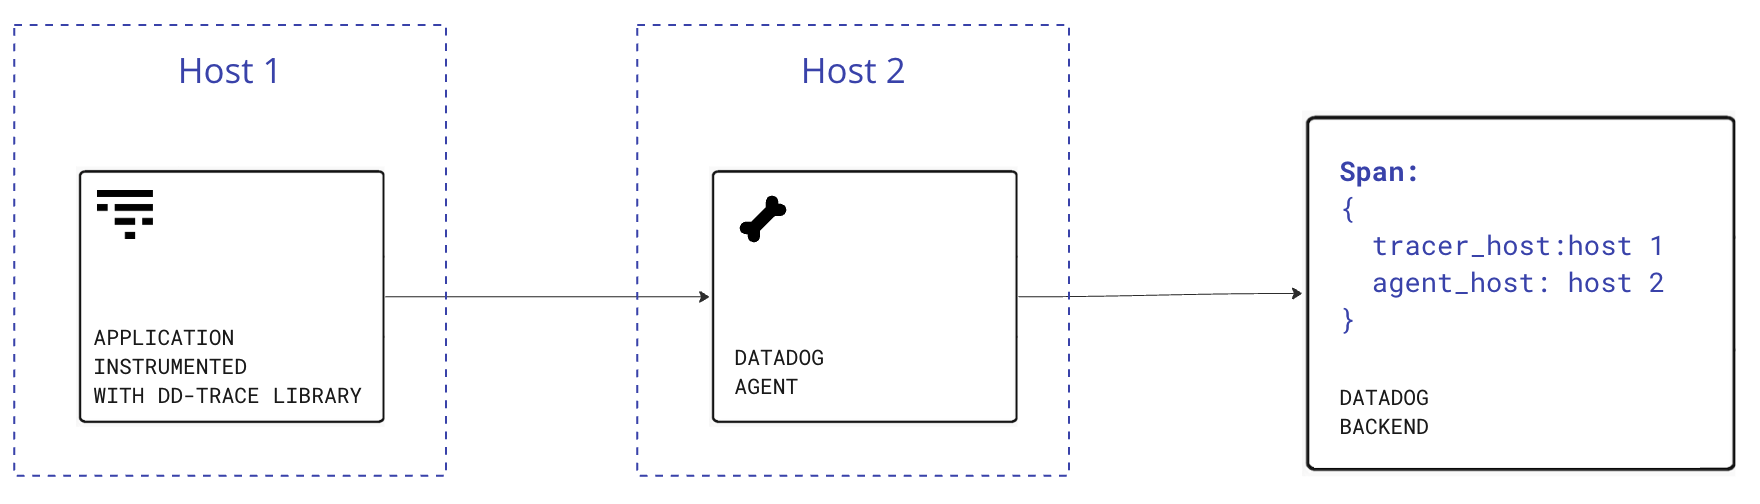 Host 1
APPLICATION
INSTRUMENTED
WITH DD-TRACE LIBRARY
Host 2
DATADOG
AGENT
Span:
{
tracer_host:host 1
agent_host: host 2
}
DATADOG
BACKEND